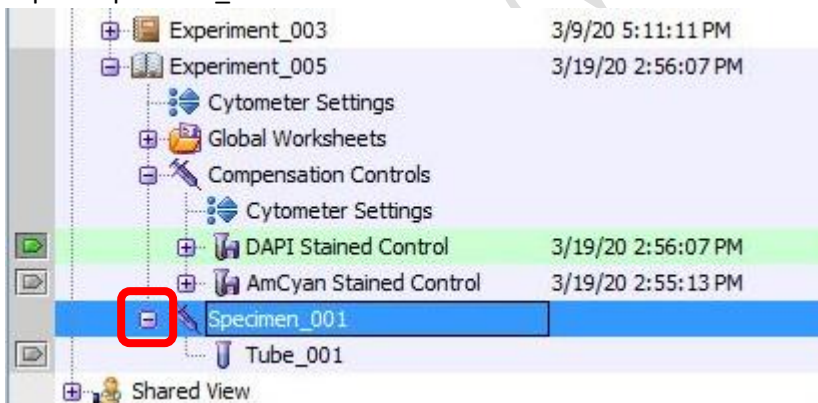 Experiment_003 3/9/20 5:11:11 PM
Experiment_005 3/19/20 2:56:07 PM
Cytometer Settings
Global Worksheets
Compensation Controls
Cytometer Settings
DAPI Stained Control 3/19/20 2:56:07 PM
AmCyan Stained Control 3/19/20 2:55:13 PM
Specimen_001
Tube_001
Shared View